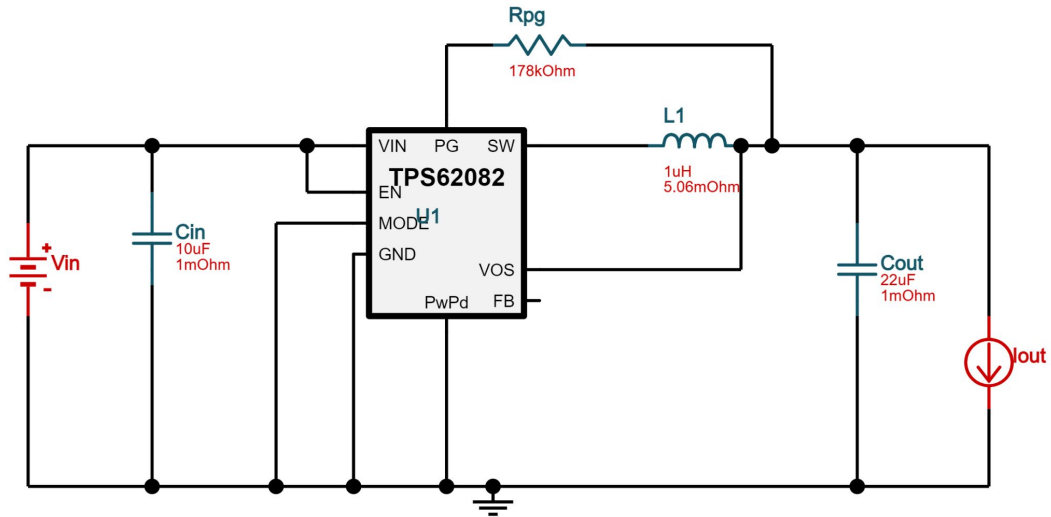 Rpg
178kOhm
L1
1uH
5.06mOhm
VIN
PG
SW
TPS62082
EN
U1
MODE
GND
VOS
PwPd
FB
Cin
10uF
1mOhm
+
Vin
-
Cout
22uF
1mOhm
Iout